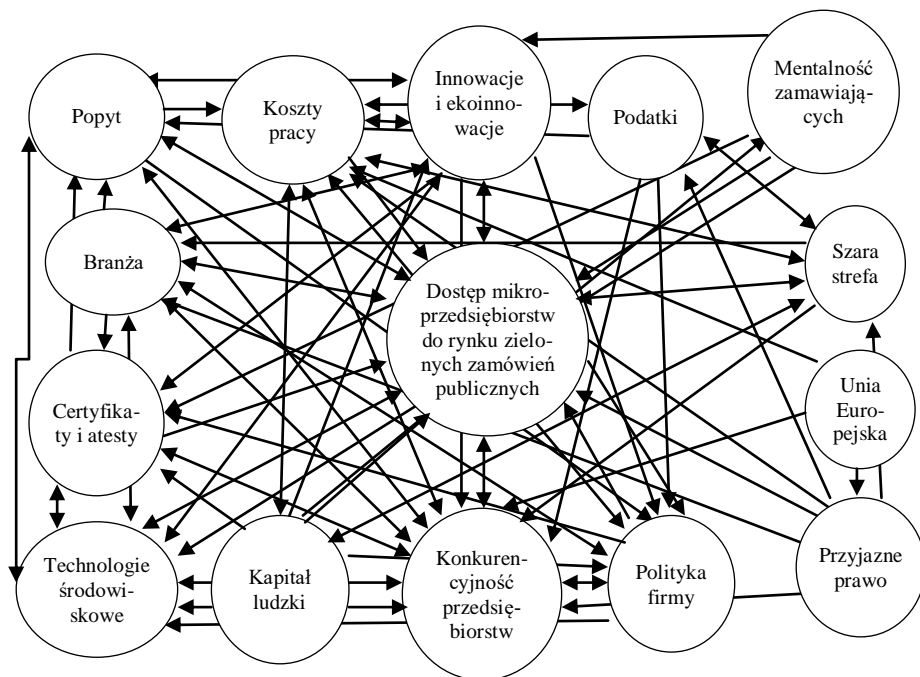 Popyt
Koszty
pracy
Innowacje
i ekoinno-
wacje
Podatki
Mentalność
zamawiają-
cych
Branża
Dostęp mikro-
przedsiębiorstw
do rynku zielo-
nych zamówień
publicznych
Szara
strefa
Certyfika-
ty i atesty
Unia
Euro-
pejska
Technologie
środowi-
skowe
Kapitał
ludzki
Konkuren-
cyjność
przedsię-
biorstw
Polityka
firmy
Przyjazne
prawo